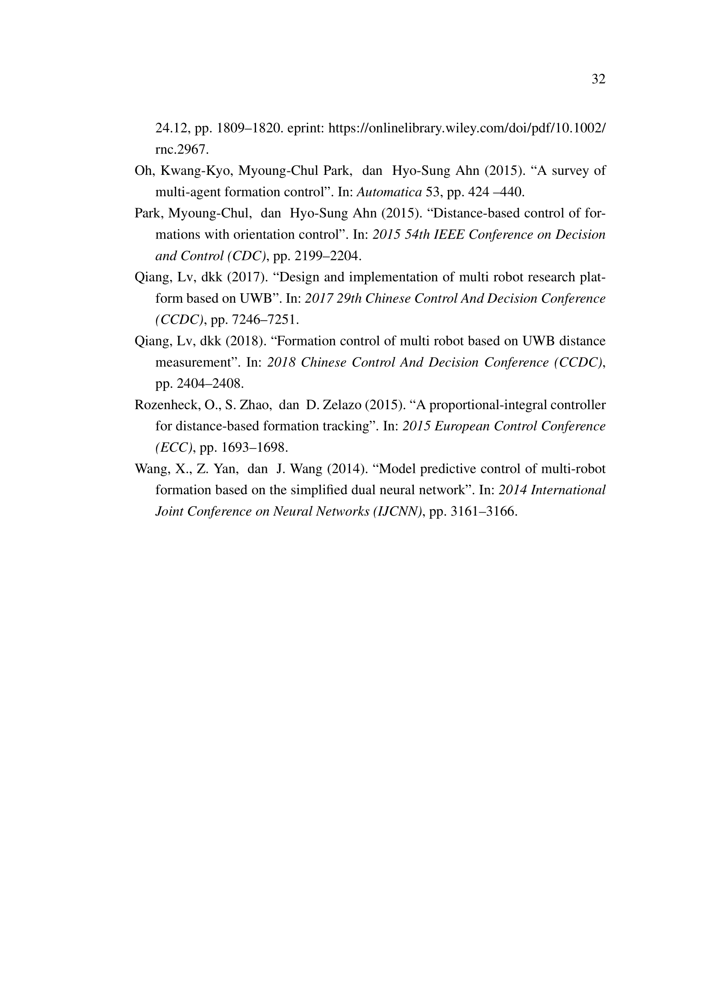 32
24.12, pp. 1809–1820. eprint: https://onlinelibrary.wiley.com/doi/pdf/10.1002/
rnc.2967.
Oh, Kwang-Kyo, Myoung-Chul Park, dan Hyo-Sung Ahn (2015). “A survey of
multi-agent formation control”. In: Automatica 53, pp. 424 –440.
Park, Myoung-Chul, dan Hyo-Sung Ahn (2015). “Distance-based control of for-
mations with orientation control”. In: 2015 54th IEEE Conference on Decision
and Control (CDC), pp. 2199–2204.
Qiang, Lv, dkk (2017). “Design and implementation of multi robot research plat-
form based on UWB”. In: 2017 29th Chinese Control And Decision Conference
(CCDC), pp. 7246–7251.
Qiang, Lv, dkk (2018). “Formation control of multi robot based on UWB distance
measurement”. In: 2018 Chinese Control And Decision Conference (CCDC),
pp. 2404–2408.
Rozenheck, O., S. Zhao, dan D. Zelazo (2015). “A proportional-integral controller
for distance-based formation tracking”. In: 2015 European Control Conference
(ECC), pp. 1693–1698.
Wang, X., Z. Yan, dan J. Wang (2014). “Model predictive control of multi-robot
formation based on the simplified dual neural network”. In: 2014 International
Joint Conference on Neural Networks (IJCNN), pp. 3161–3166.